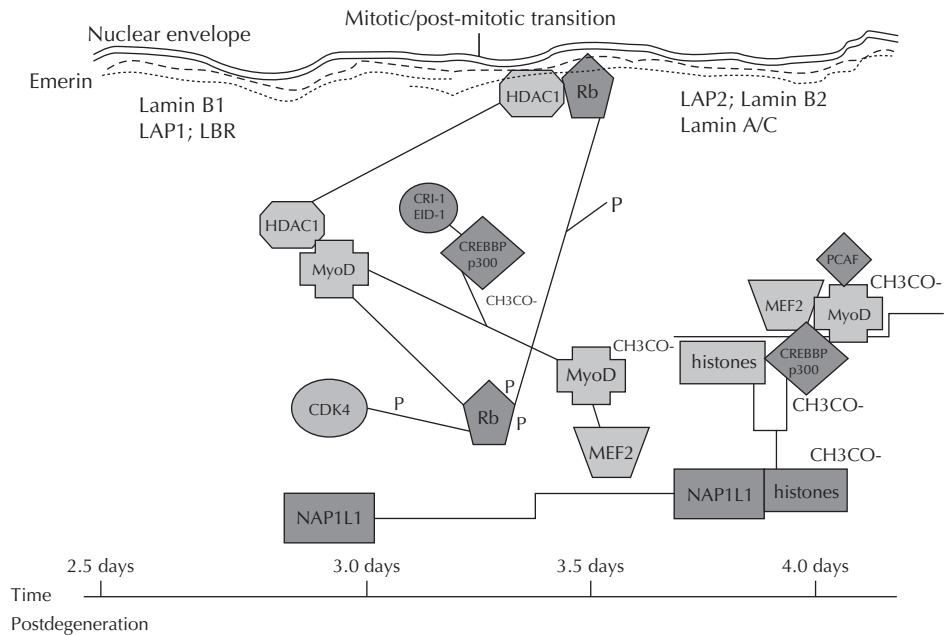 Mitotic/post-mitotic transition
Nuclear envelope
Emerin
Lamin B1
LAP1; LBR
HDAC1
Rb
LAP2; Lamin B2
Lamin A/C
CRI-1
EID-1
P
HDAC1
CREBBP
p300
MyoD
PCAF
CH3CO-
MEF2
MyoD
CH3CO-
CH3CO-
histones
CREBBP
p300
MyoD
CDK4
P
P
Rb
P
CH3CO-
MEF2
CH3CO-
NAP1L1
histones
NAP1L1
2.5 days
3.0 days
3.5 days
4.0 days
Time
Postdegeneration